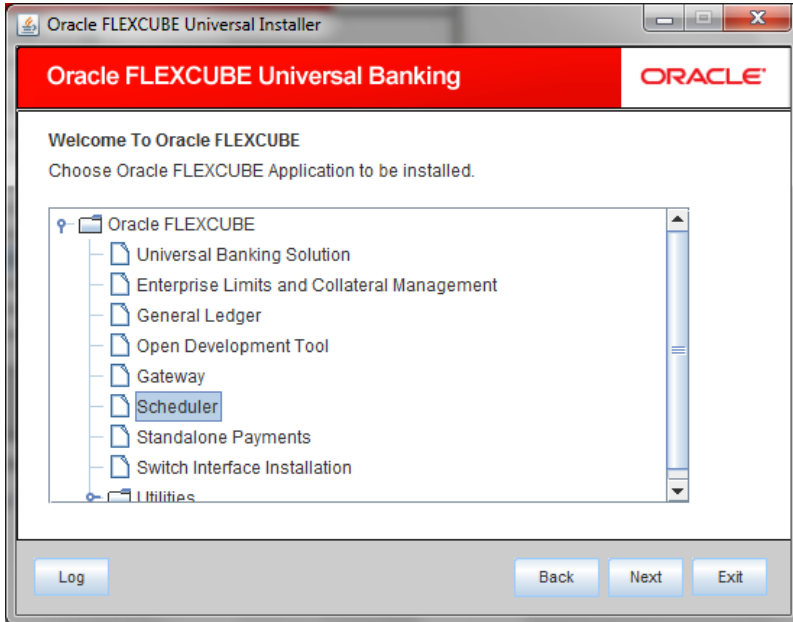 Oracle FLEXCUBE Universal Installer
Oracle FLEXCUBE Universal Banking
ORACLE
Welcome To Oracle FLEXCUBE
Choose Oracle FLEXCUBE Application to be installed.
Oracle FLEXCUBE
Universal Banking Solution
Enterprise Limits and Collateral Management
General Ledger
Open Development Tool
Gateway
Scheduler
Standalone Payments
Switch Interface Installation
Utilities
Log Back Next Exit